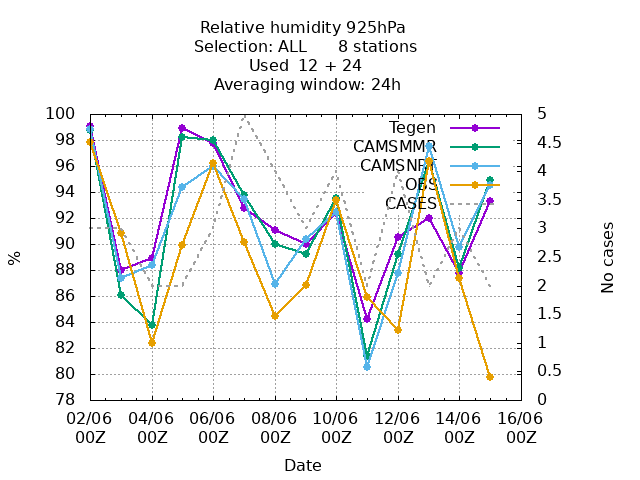 Relative humidity 925hPa
Selection: ALL 8 stations
Used 12 + 24
Averaging window: 24h
100
98
96
94
92
90
88
86
84
82
80
78
%
5
4.5
4
3.5
3
2.5
2
1.5
1
0.5
0
No cases
Tegen
CAMSMMR
CAMSNRT
OBS
CASES
02/06 04/06 06/06 08/06 10/06 12/06 14/06 16/06
00Z 00Z 00Z 00Z 00Z 00Z 00Z 00Z
Date